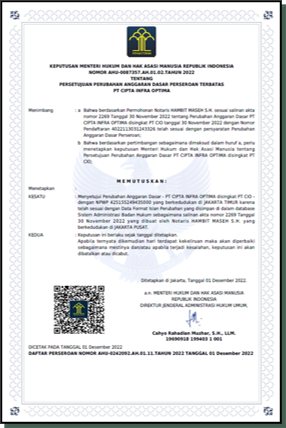 KEPUTUSAN MENTERI HUKUM DAN HAK ASASI MANUSIA REPUBLIK INDONESIA
NOMOR AHU-0087357.AH.01.02.TAHUN 2022
TENTANG
PERSETUJUAN PERUBAHAN ANGGARAN DASAR PERSEROAN TERBATAS
PT CIPTA INFRA OPTIMA
Menimbang : a Bahwa berdasarkan Permohonan Notaris HAMBIT MASEH S.H. sesuai salinan akta
nomor 2269 Tanggal 30 November 2022 tentang Perubahan Anggaran Dasar PT
CIPTA INFRA OPTIMA disingkat PT CIO tanggal 30 November 2022 dengan Nomor
Pendaftaran 4022113031243326 telah sesuai dengan persyaratan Perubahan
Anggaran Dasar Perseroan;
b Bahwa berdasarkan pertimbangan sebagaimana dimaksud dalam huruf a, perlu
menetapkan keputusan Menteri Hukum dan Hak Asasi Manusia tentang
Persetujuan Perubahan Anggaran Dasar PT CIPTA INFRA OPTIMA disingkat PT
CIO;
M E M U T U S K A N :
Menetapkan
KESATU : Menyetujui Perubahan Anggaran Dasar - PT CIPTA INFRA OPTIMA disingkat PT CIO -
dengan NPWP 425155249435000 yang berkedudukan di JAKARTA TIMUR karena
telah sesuai dengan Data Format Isian Perubahan yang disimpan di dalam database
Sistem Administrasi Badan Hukum sebagaimana salinan akta nomor 2269 Tanggal
30 November 2022 yang dibuat oleh Notaris HAMBIT MASEH S.H. yang
berkedudukan di JAKARTA PUSAT.
KEDUA : Keputusan ini berlaku sejak tanggal ditetapkan.
Apabila ternyata dikemudian hari terdapat kekeliruan maka akan diperbaiki
sebagaimana mestinya dan/atau apabila terjadi kesalahan, keputusan ini akan
dibatalkan atau dicabut.
Ditetapkan di Jakarta, Tanggal 01 Desember 2022.
a.n. MENTERI HUKUM DAN HAK ASASI MANUSIA
REPUBLIK INDONESIA
DIREKTUR JENDERAL ADMINISTRASI HUKUM UMUM,
Cahyo Rahadian Muzhar, S.H., LLM.
19690918 199403 1 001
DICETAK PADA TANGGAL 01 Desember 2022
DAFTAR PERSEROAN NOMOR AHU-0242092.AH.01.11.TAHUN 2022 TANGGAL 01 Desember 2022